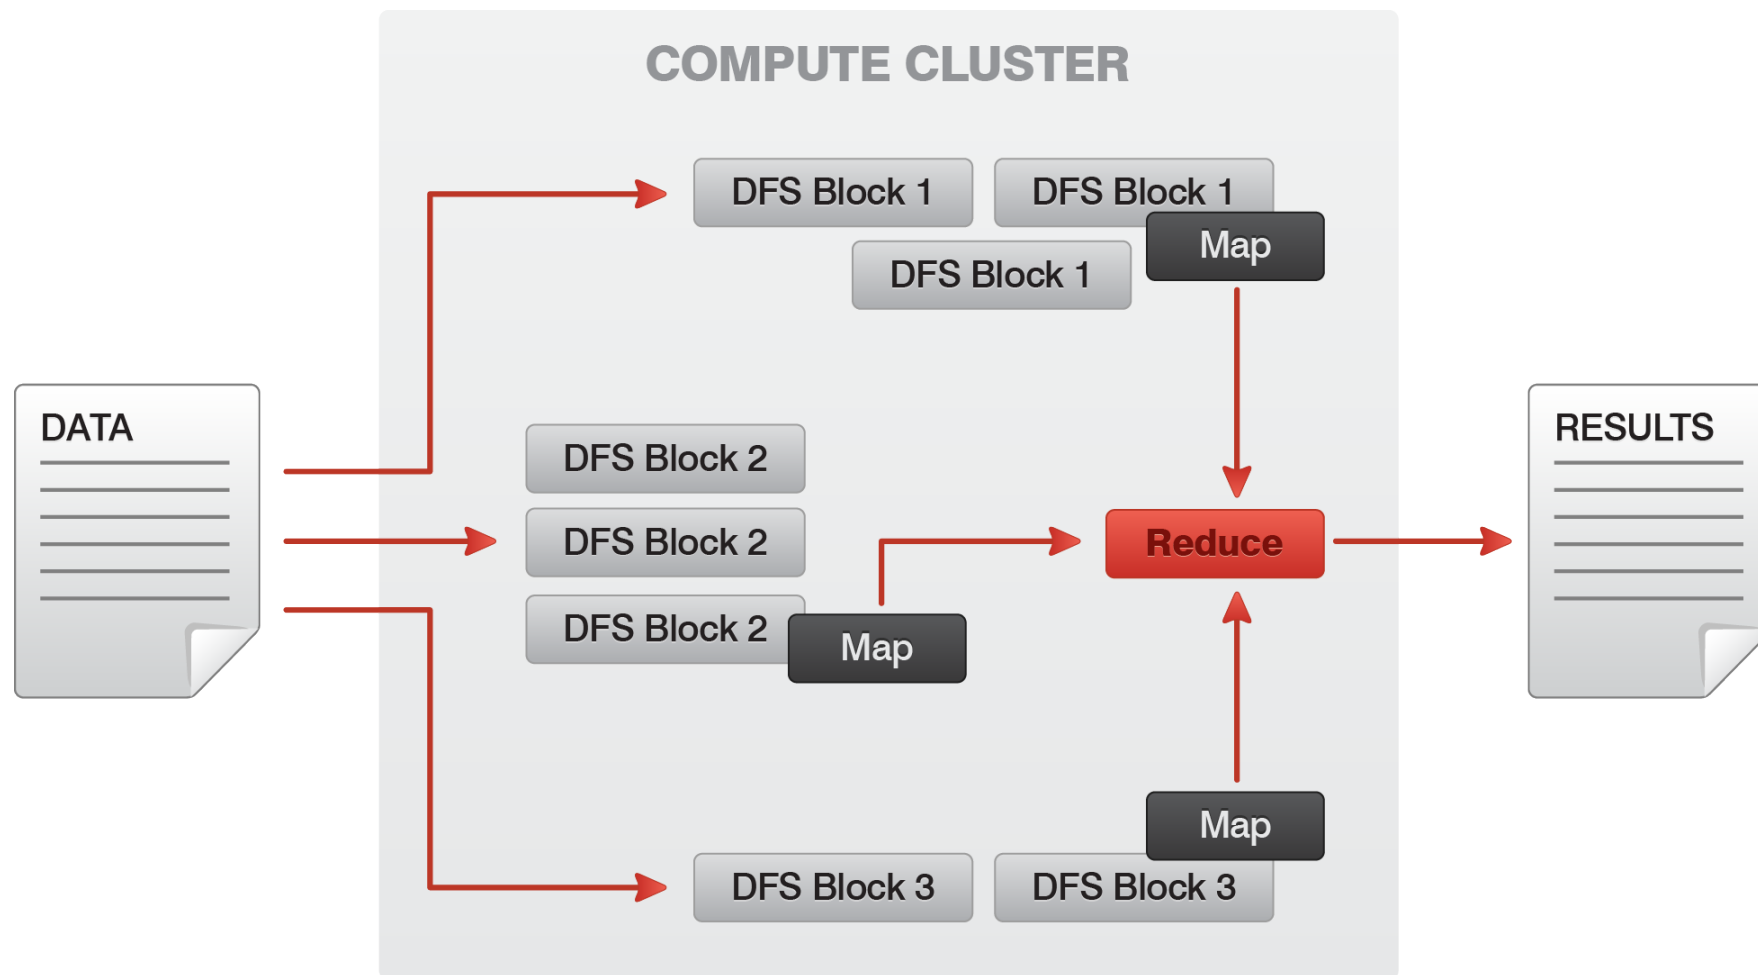 COMPUTE CLUSTER
DFS Block 1
DFS Block 1
Map
DFS Block 1
DATA
DFS Block 2
DFS Block 2
DFS Block 2
Map
Reduce
RESULTS
Map
DFS Block 3
DFS Block 3